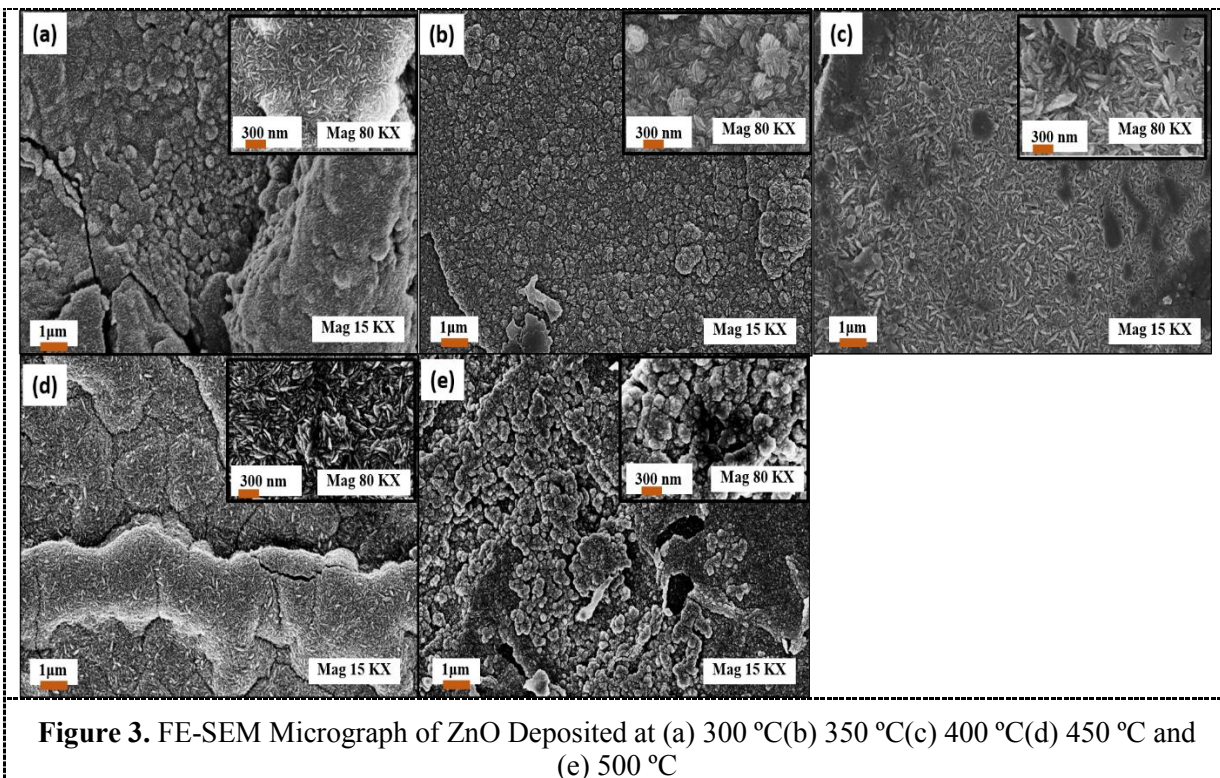 (a)
300 nm Mag 80 KX
1µm Mag 15 KX
(b)
300 nm Mag 80 KX
1µm Mag 15 KX
(c)
300 nm Mag 80 KX
1µm Mag 15 KX
(d)
300 nm Mag 80 KX
1µm Mag 15 KX
(e)
300 nm Mag 80 KX
1µm Mag 15 KX
Figure 3. FE-SEM Micrograph of ZnO Deposited at (a) 300 ºC(b) 350 ºC(c) 400 ºC(d) 450 ºC and
(e) 500 ºC